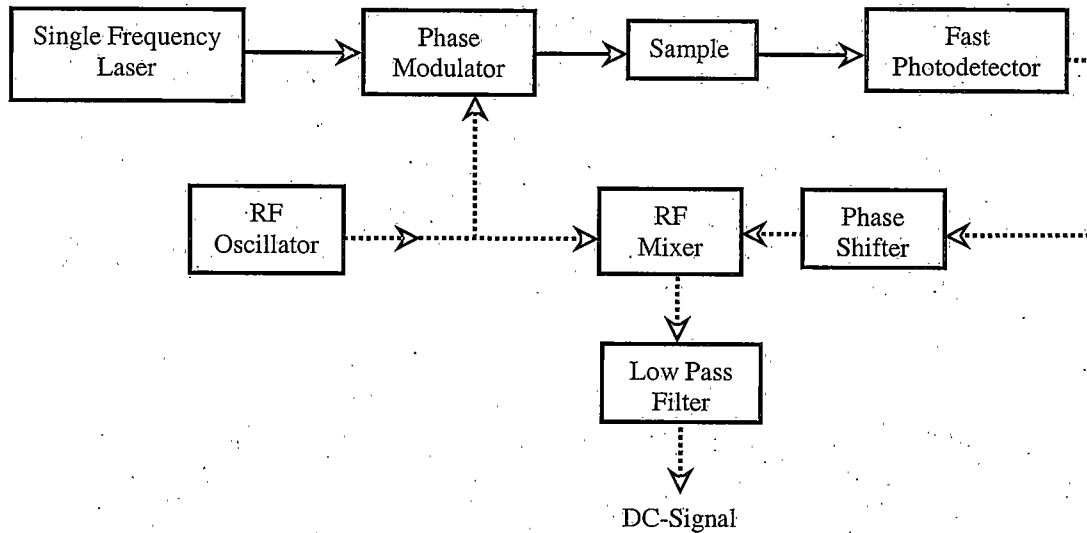 Single Frequency
Laser
Phase
Modulator
Sample
Fast
Photodetector
RF
Oscillator
RF
Mixer
Phase
Shifter
Low Pass
Filter
DC-Signal